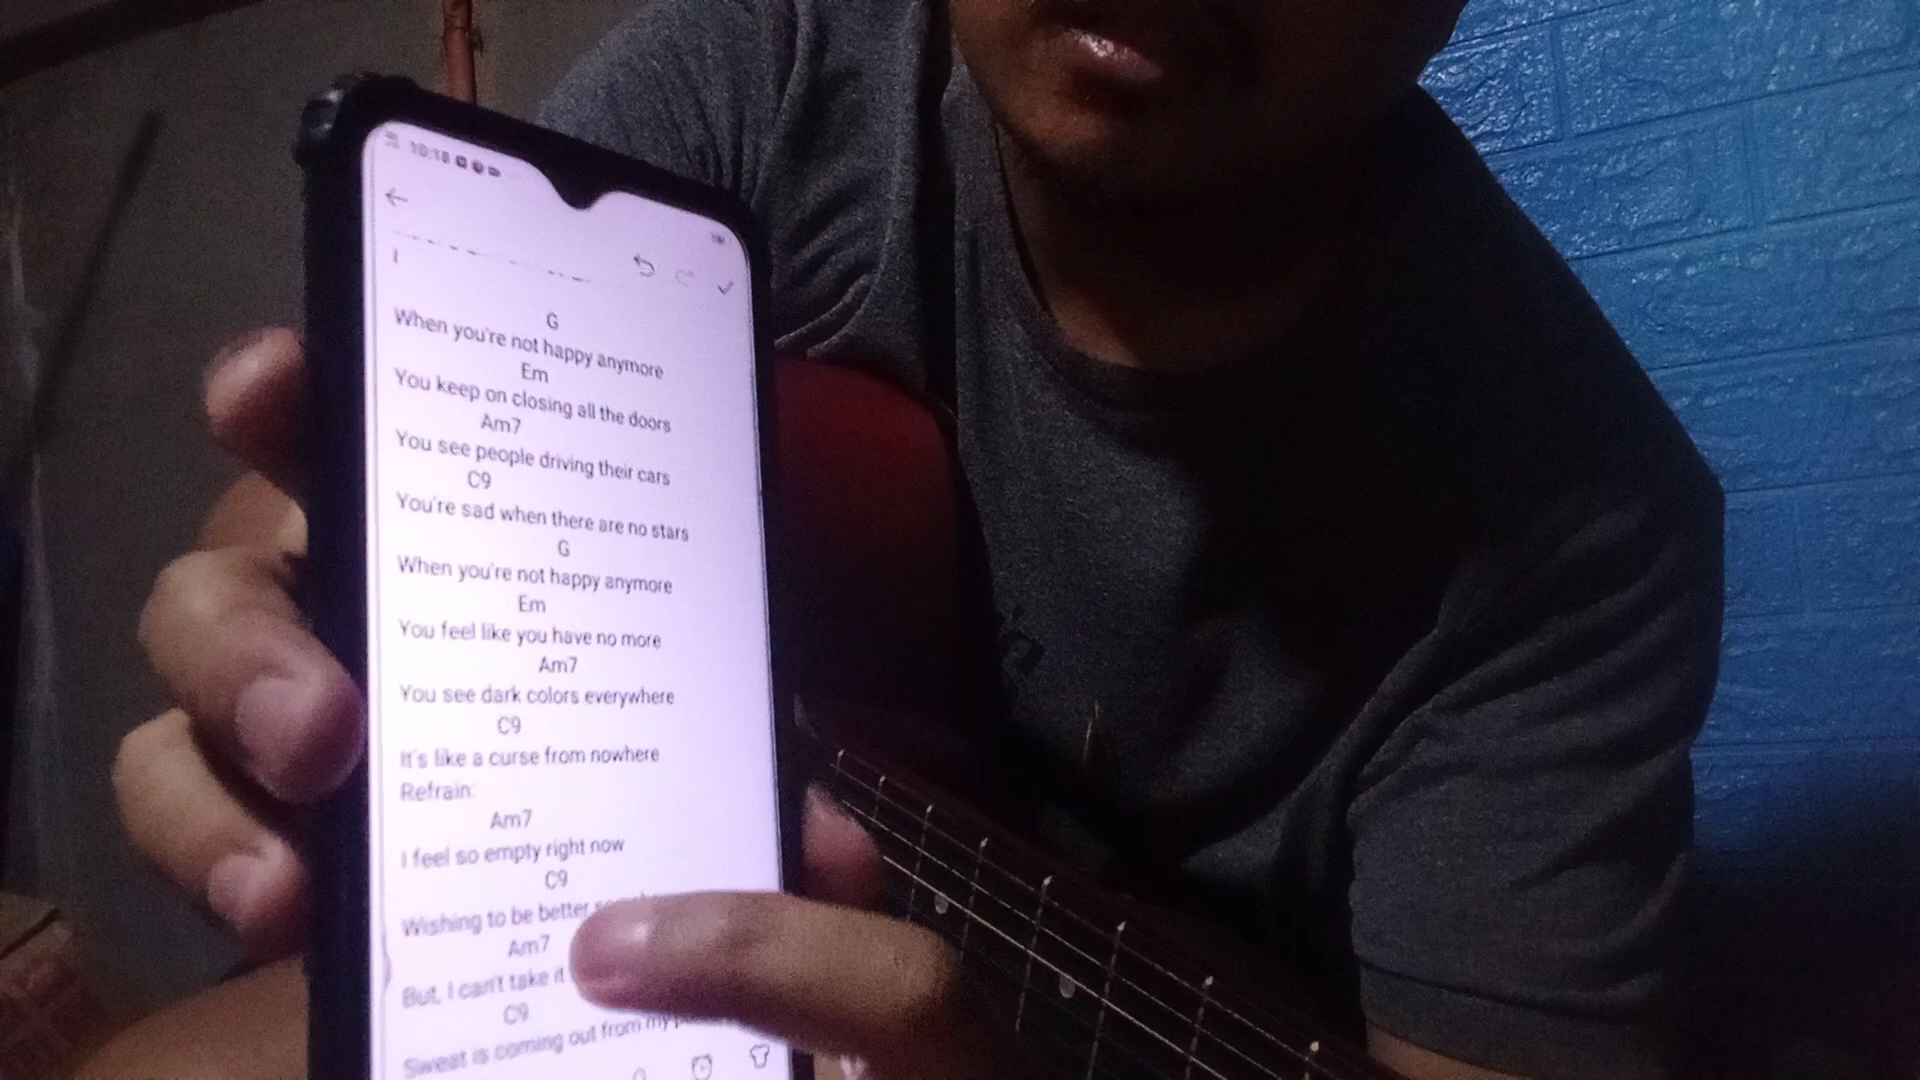 10:18
G
When you're not happy anymore
Em
You keep on closing all the doors
Am7
You see people driving their cars
C9
You're sad when there are no stars
G
When you're not happy anymore
Em
You feel like you have no more
Am7
You see dark colors everywhere
C9
It's like a curse from nowhere
Refrain:
Am7
I feel so empty right now
C9
Wishing to be better
Am7
But, I can't take it
C9
Sweat is coming out from my